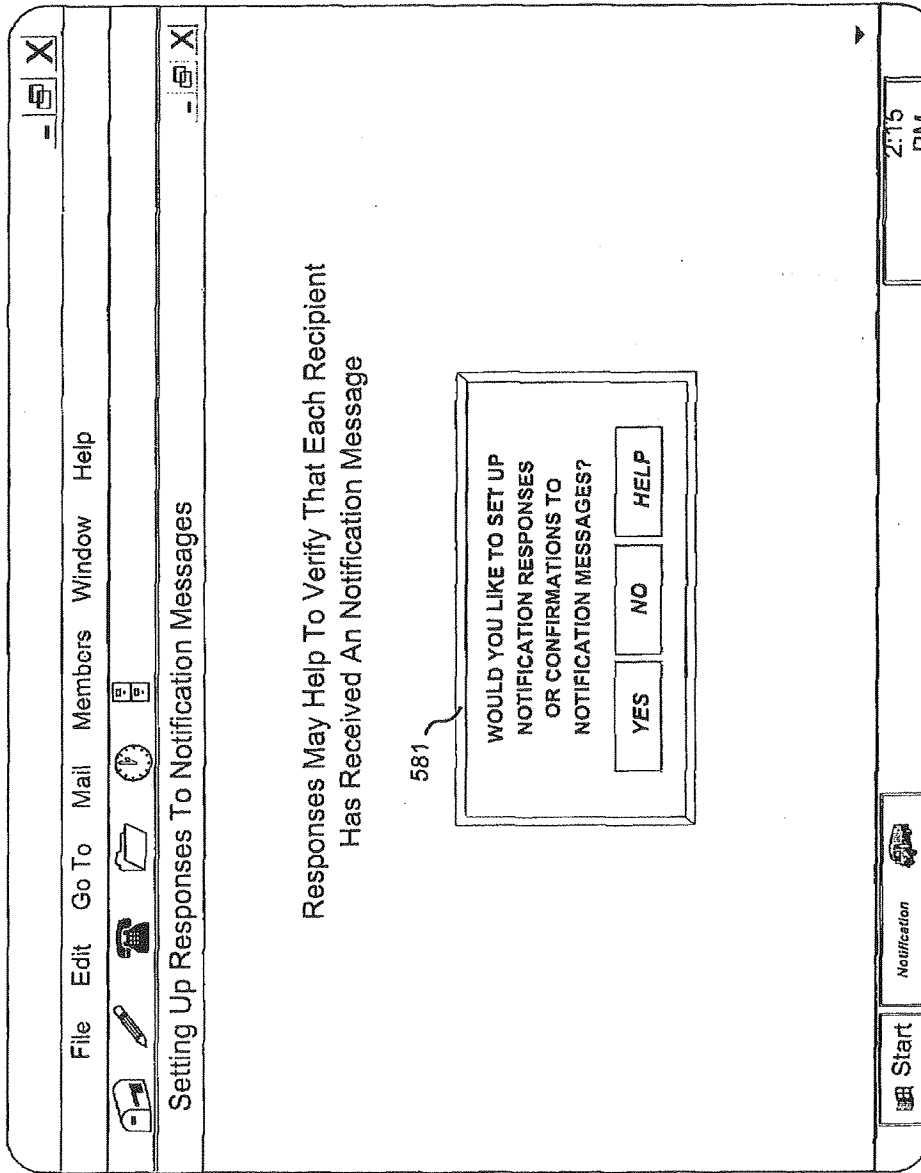 _ X
File Edit Go To Mail Members Window Help
Setting Up Responses To Notification Messages _ X
Responses May Help To Verify That Each Recipient
Has Received An Notification Message
581
WOULD YOU LIKE TO SET UP
NOTIFICATION RESPONSES
OR CONFIRMATIONS TO
NOTIFICATION MESSAGES?
YES NO HELP
Start Notification 2:15
PM